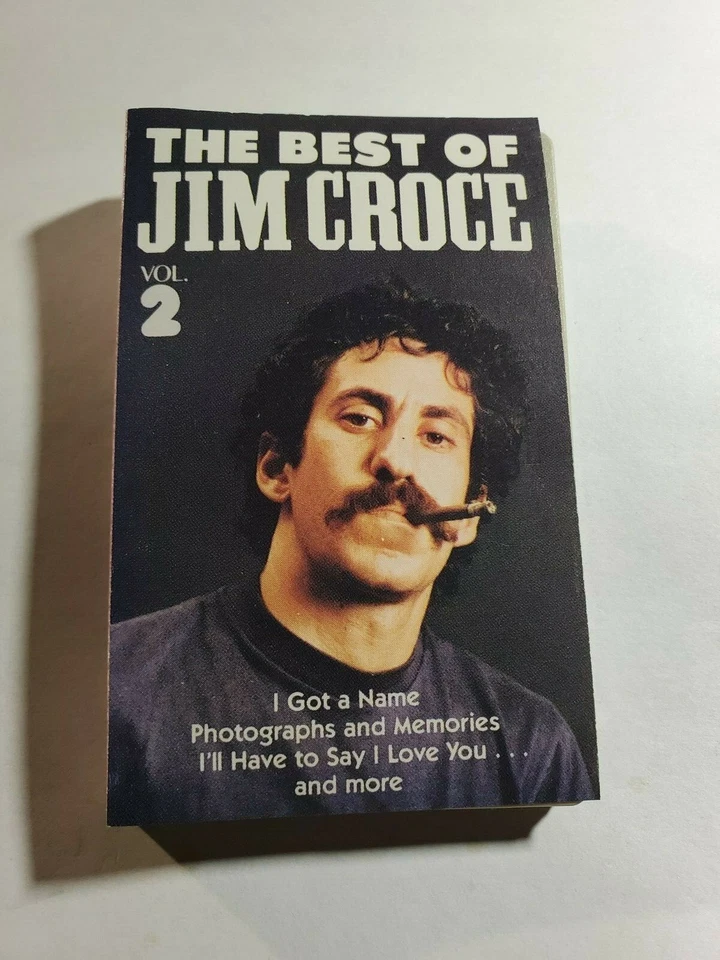 THE BEST OF
JIM CROCE
VOL.
2
I Got a Name
Photographs and Memories
I'll Have to Say I Love You . . .
and more